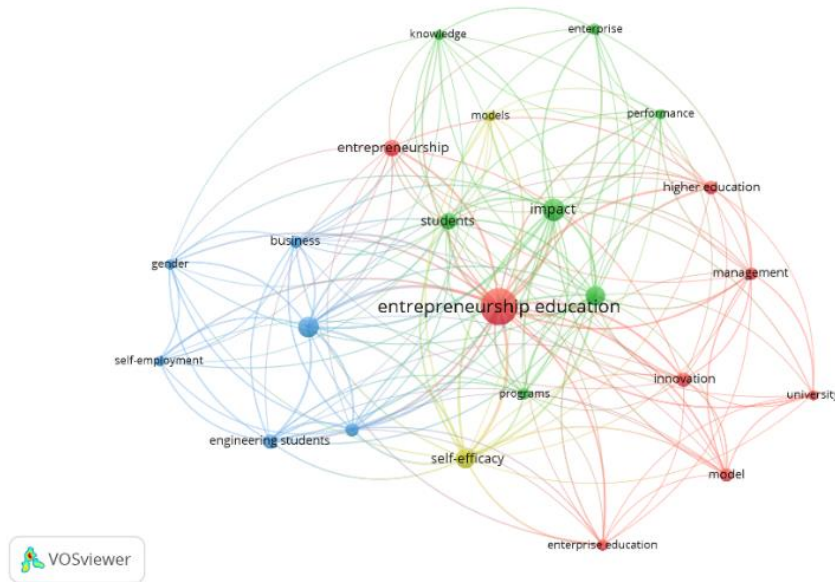 knowledge
enterprise
models
performance
entrepreneurship
higher education
impact
students
business
gender
management
entrepreneurship education
self-employment
innovation
programs
university
engineering students
self-efficacy
model
enterprise education
VOSviewer